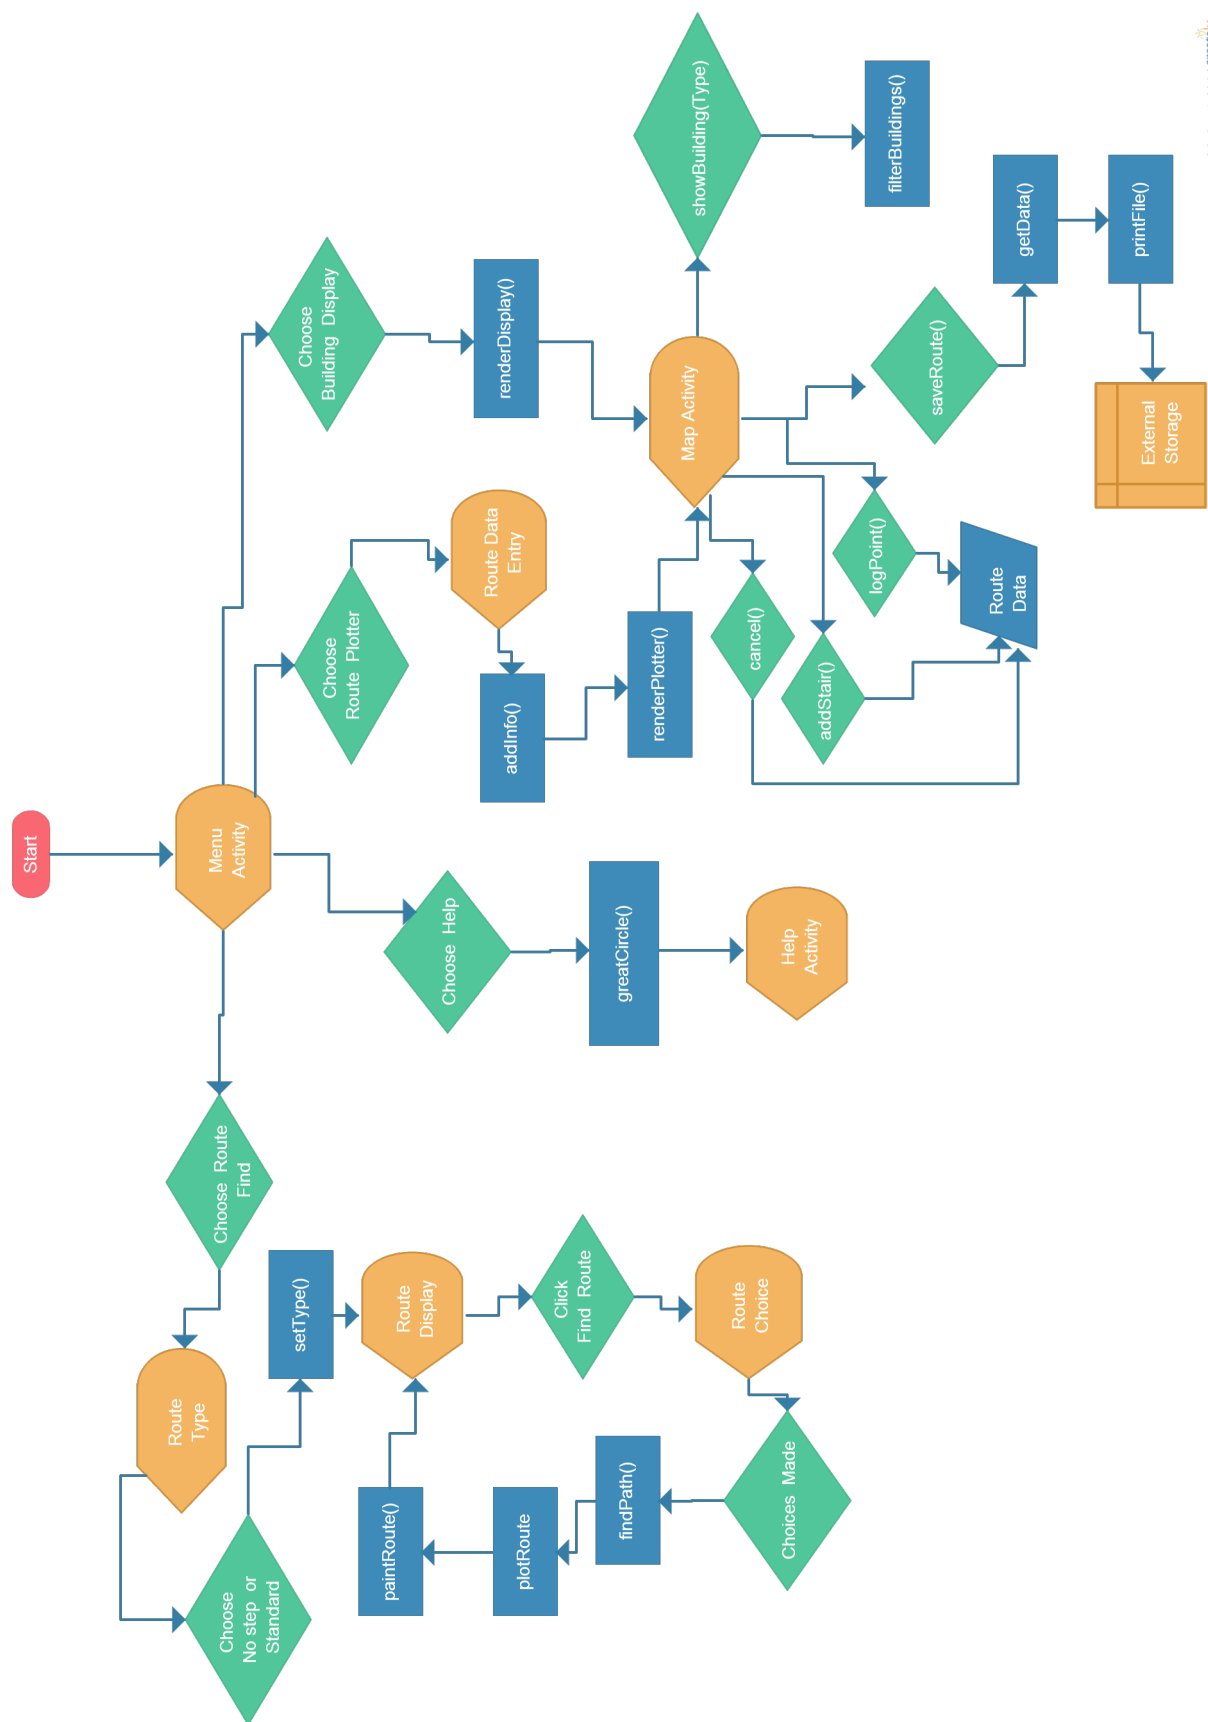 Start
Menu
Activity
Choose Route
Find
Route
Type
Choose
No step or
Standard
setType()
Route
Display
Click
Find Route
Route
Choice
Choices Made
findPath()
plotRoute
paintRoute()
Choose Help
greatCircle()
Help
Activity
Choose
Route Plotter
Route Data
Entry
addInfo()
renderPlotter()
Choose
Building Display
renderDisplay()
Map Activity
showBuilding(Type)
filterBuildings()
saveRoute()
getData()
printFile()
External
Storage
logPoint()
cancel()
addStair()
Route
Data